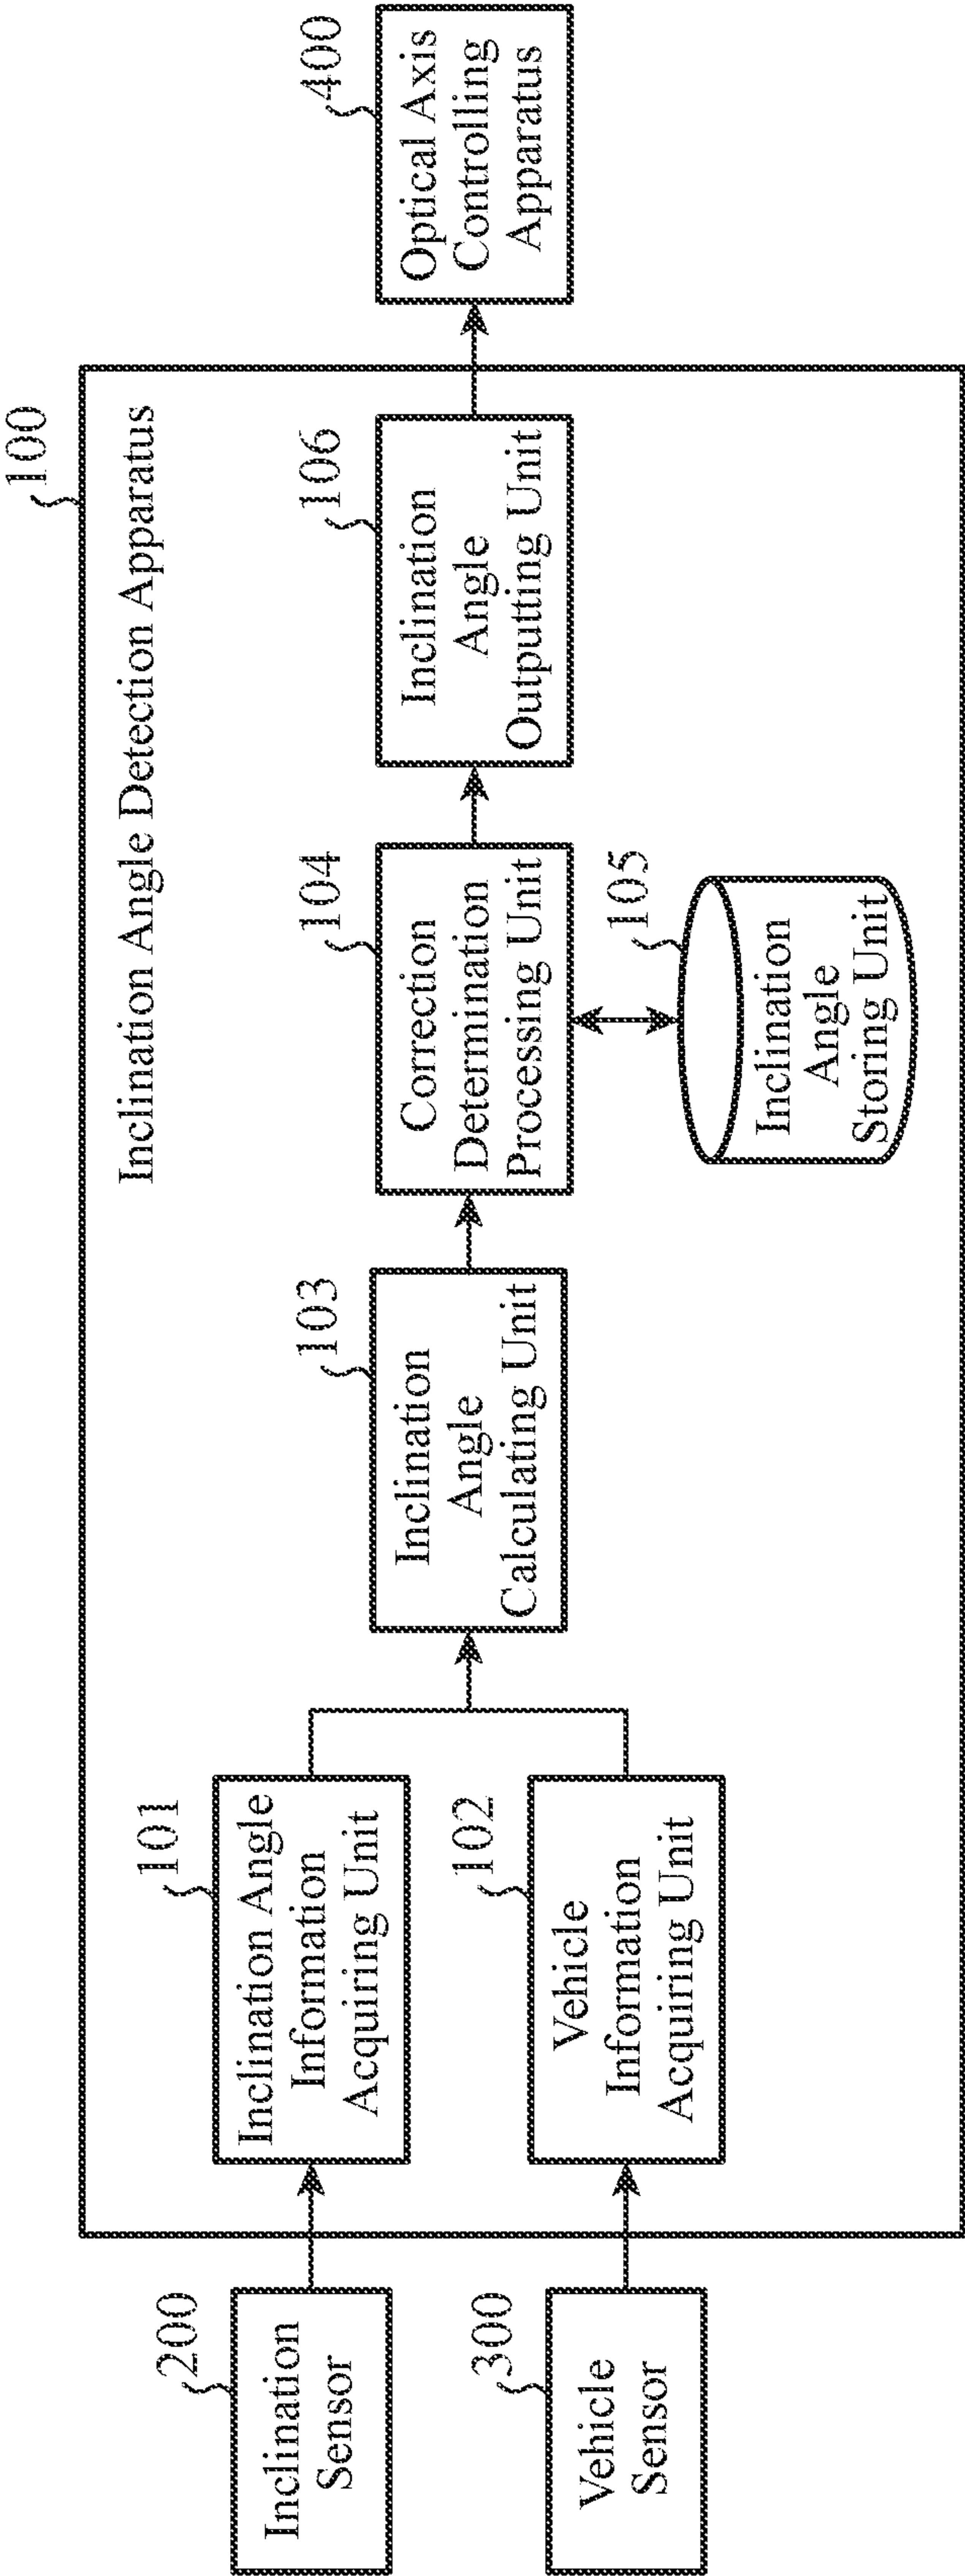 100
Inclination Angle Detection Apparatus
200
Inclination
Sensor
300
Vehicle
Sensor
101
Inclination Angle
Information
Acquiring Unit
102
Vehicle
Information
Acquiring Unit
103
Inclination
Angle
Calculating Unit
104
Correction
Determination
Processing Unit
105
Inclination
Angle
Storing Unit
106
Inclination
Angle
Outputting Unit
400
Optical Axis
Controlling
Apparatus